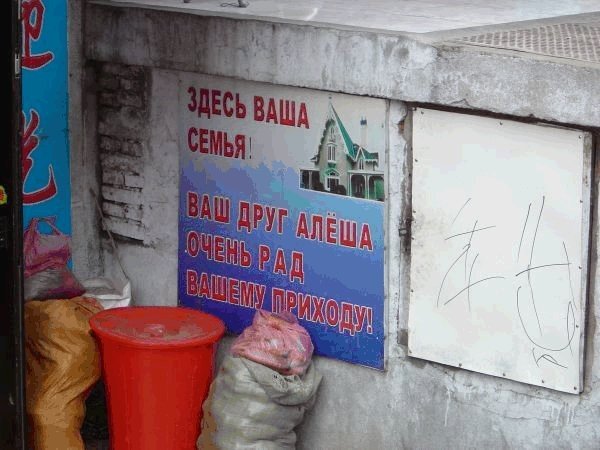 ЗДЕСЬ ВАША
СЕМЬЯ!
ВАШ ДРУГ АЛЁША
ОЧЕНЬ РАД
ВАШЕМУ ПРИХОДУ!